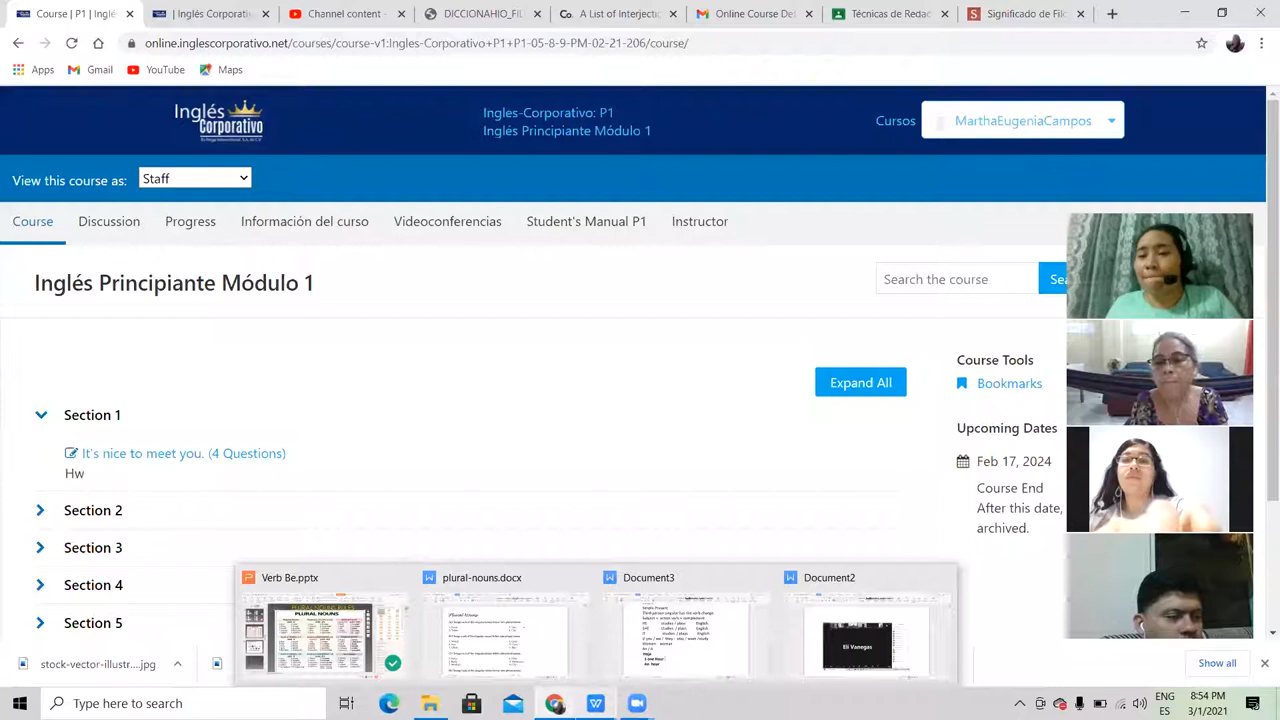 Course | P1 | Inglé
Inglés Corporativ
Channel content -
DICCIONAHIO_FIL
A List of Interjecti
Online Course Det
Técnicas de Redac
Significado de Filo
online.inglescorporativo.net/courses/course-v1:Ingles-Corporativo+P1+P1-05-8-9-PM-02-21-206/course/
Apps
Gmail
YouTube
Maps
Inglés
Corporativo
Ingles-Corporativo: P1
Inglés Principiante Módulo 1
Cursos
MarthaEugeniaCampos
View this course as:
Staff
Course
Discussion
Progress
Información del curso
Videoconferencias
Student's Manual P1
Instructor
Inglés Principiante Módulo 1
Search the course
Sea
Expand All
Course Tools
Bookmarks
Section 1
Upcoming Dates
It's nice to meet you. (4 Questions)
Hw
Feb 17, 2024
Course End
After this date,
archived.
Section 2
Section 3
Section 4
Section 5
Verb Be.pptx
plural-nouns.docx
Document3
Document2
PLURAL NOUNS
Eli Vanegas
stock-vector-illustr....jpg
Show all
Type here to search
ENG
ES
8:54 PM
3/1/2021